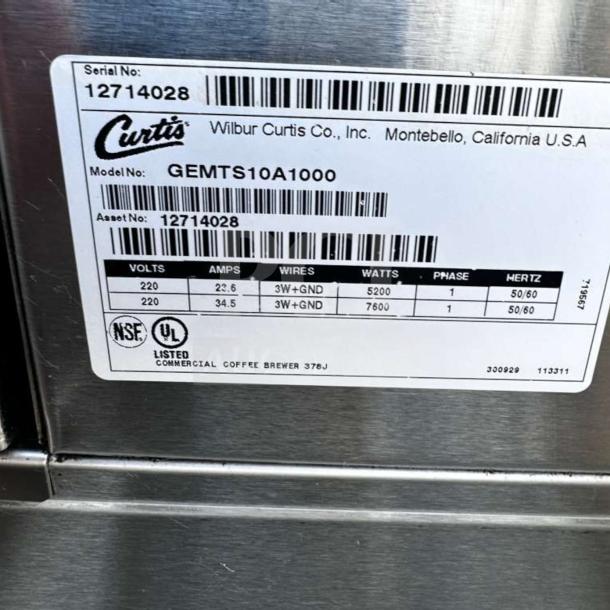 Serial No:
12714028
Curtis
Wilbur Curtis Co., Inc. Montebello, California U.S.A
Model No: GEMTS10A1000
Asset No: 12714028
VOLTS AMPS WIRES WATTS PHASE HERTZ
220 23.6 3W+GND 5200 1 50/60
220 34.5 3W+GND 7600 1 50/60
719567
NSF UL
LISTED
COMMERCIAL COFFEE BREWER 378J
300929 113311